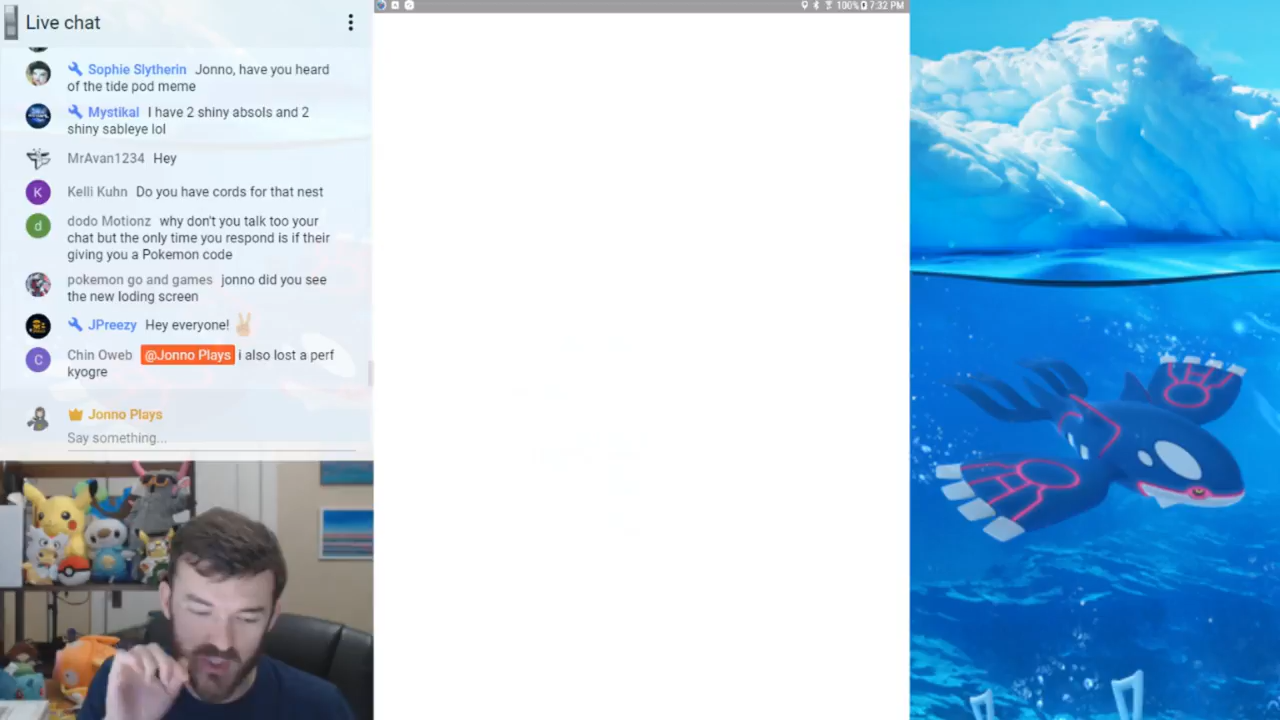 Live chat
100% 7:32 PM
Sophie Slytherin Jonno, have you heard
of the tide pod meme
Mystikal I have 2 shiny absols and 2
shiny sableye lol
MrAvan1234 Hey
K
Kelli Kuhn Do you have cords for that nest
d
dodo Motionz why don't you talk too your
chat but the only time you respond is if their
giving you a Pokemon code
pokemon go and games jonno did you see
the new loding screen
JPreezy Hey everyone!
C
Chin Oweb @Jonno Plays i also lost a perf
kyogre
Jonno Plays
Say something...